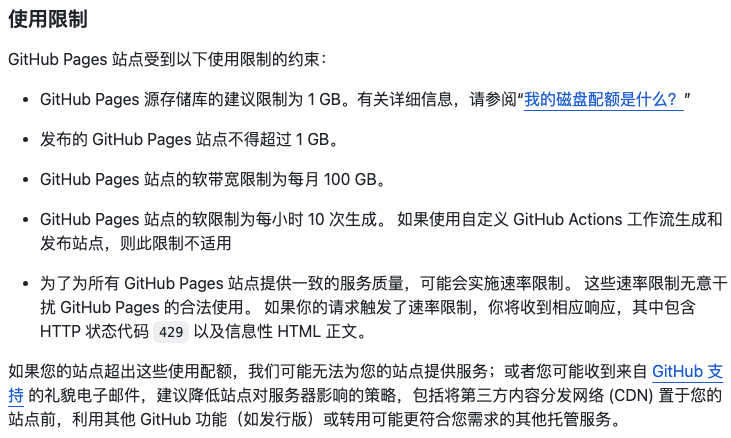 使用限制
GitHub Pages 站点受到以下使用限制的约束：
• GitHub Pages 源存储库的建议限制为 1 GB。有关详细信息，请参阅“我的磁盘配额是什么？”
• 发布的 GitHub Pages 站点不得超过 1 GB。
• GitHub Pages 站点的软带宽限制为每月 100 GB。
• GitHub Pages 站点的软限制为每小时 10 次生成。 如果使用自定义 GitHub Actions 工作流生成和
发布站点，则此限制不适用
• 为了为所有 GitHub Pages 站点提供一致的服务质量，可能会实施速率限制。 这些速率限制无意干
扰 GitHub Pages 的合法使用。 如果你的请求触发了速率限制，你将收到相应响应，其中包含
HTTP 状态代码 429 以及信息性 HTML 正文。
如果您的站点超出这些使用配额，我们可能无法为您的站点提供服务；或者您可能收到来自 GitHub 支
持 的礼貌电子邮件，建议降低站点对服务器影响的策略，包括将第三方内容分发网络 (CDN) 置于您的
站点前，利用其他 GitHub 功能（如发行版）或转用可能更符合您需求的其他托管服务。